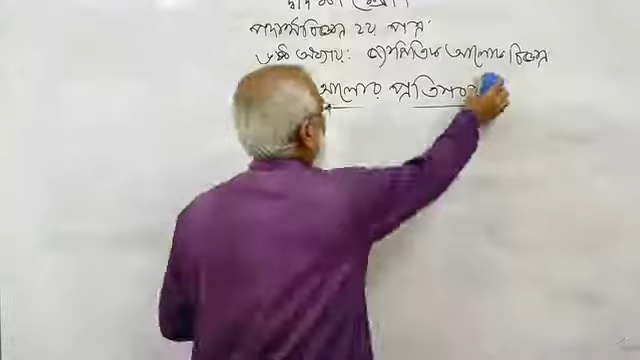 পদার্থবিজ্ঞান ২য় পত্র
৬ষ্ঠ অধ্যায়: জ্যামিতিক আলোক বিজ্ঞান
আলোর প্রতিসরণ